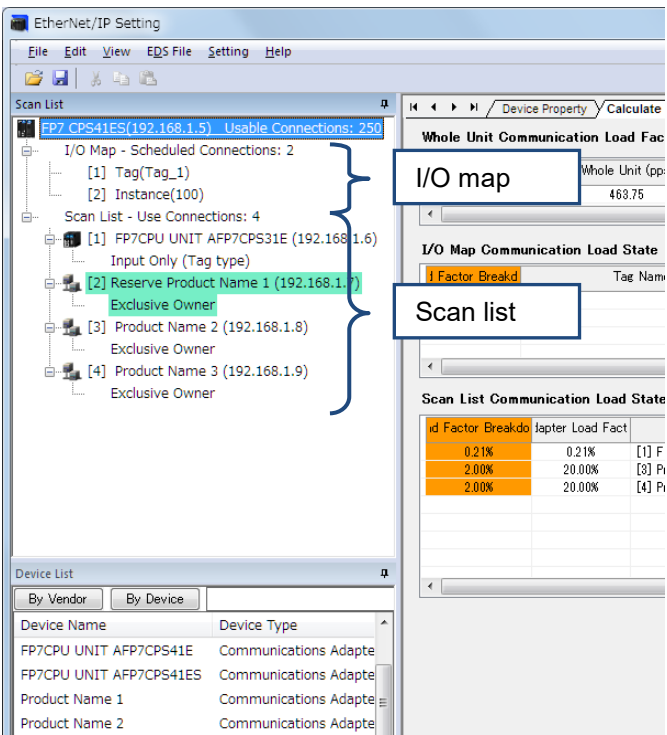 EtherNet/IP Setting
File Edit View EDS File Setting Help
Scan List
FP7 CPS41ES(192.168.1.5) Usable Connections: 250
I/O Map - Scheduled Connections: 2
[1] Tag(Tag_1)
[2] Instance(100)
Scan List - Use Connections: 4
[1] FP7CPU UNIT AFP7CPS31E (192.168.1.6)
Input Only (Tag type)
[2] Reserve Product Name 1 (192.168.1.7)
Exclusive Owner
[3] Product Name 2 (192.168.1.8)
Exclusive Owner
[4] Product Name 3 (192.168.1.9)
Exclusive Owner
I/O map
Scan list
Device Property Calculate
Whole Unit Communication Load Fac
Whole Unit (pp
463.75
I/O Map Communication Load State
d Factor Breakd Tag Name
Scan List Communication Load State
d Factor Breakdo dapter Load Fact
0.21% 0.21% [1] F
2.00% 20.00% [3] P
2.00% 20.00% [4] P
Device List
By Vendor By Device
Device Name Device Type
FP7CPU UNIT AFP7CPS41E Communications Adapte
FP7CPU UNIT AFP7CPS41ES Communications Adapte
Product Name 1 Communications Adapte
Product Name 2 Communications Adapte